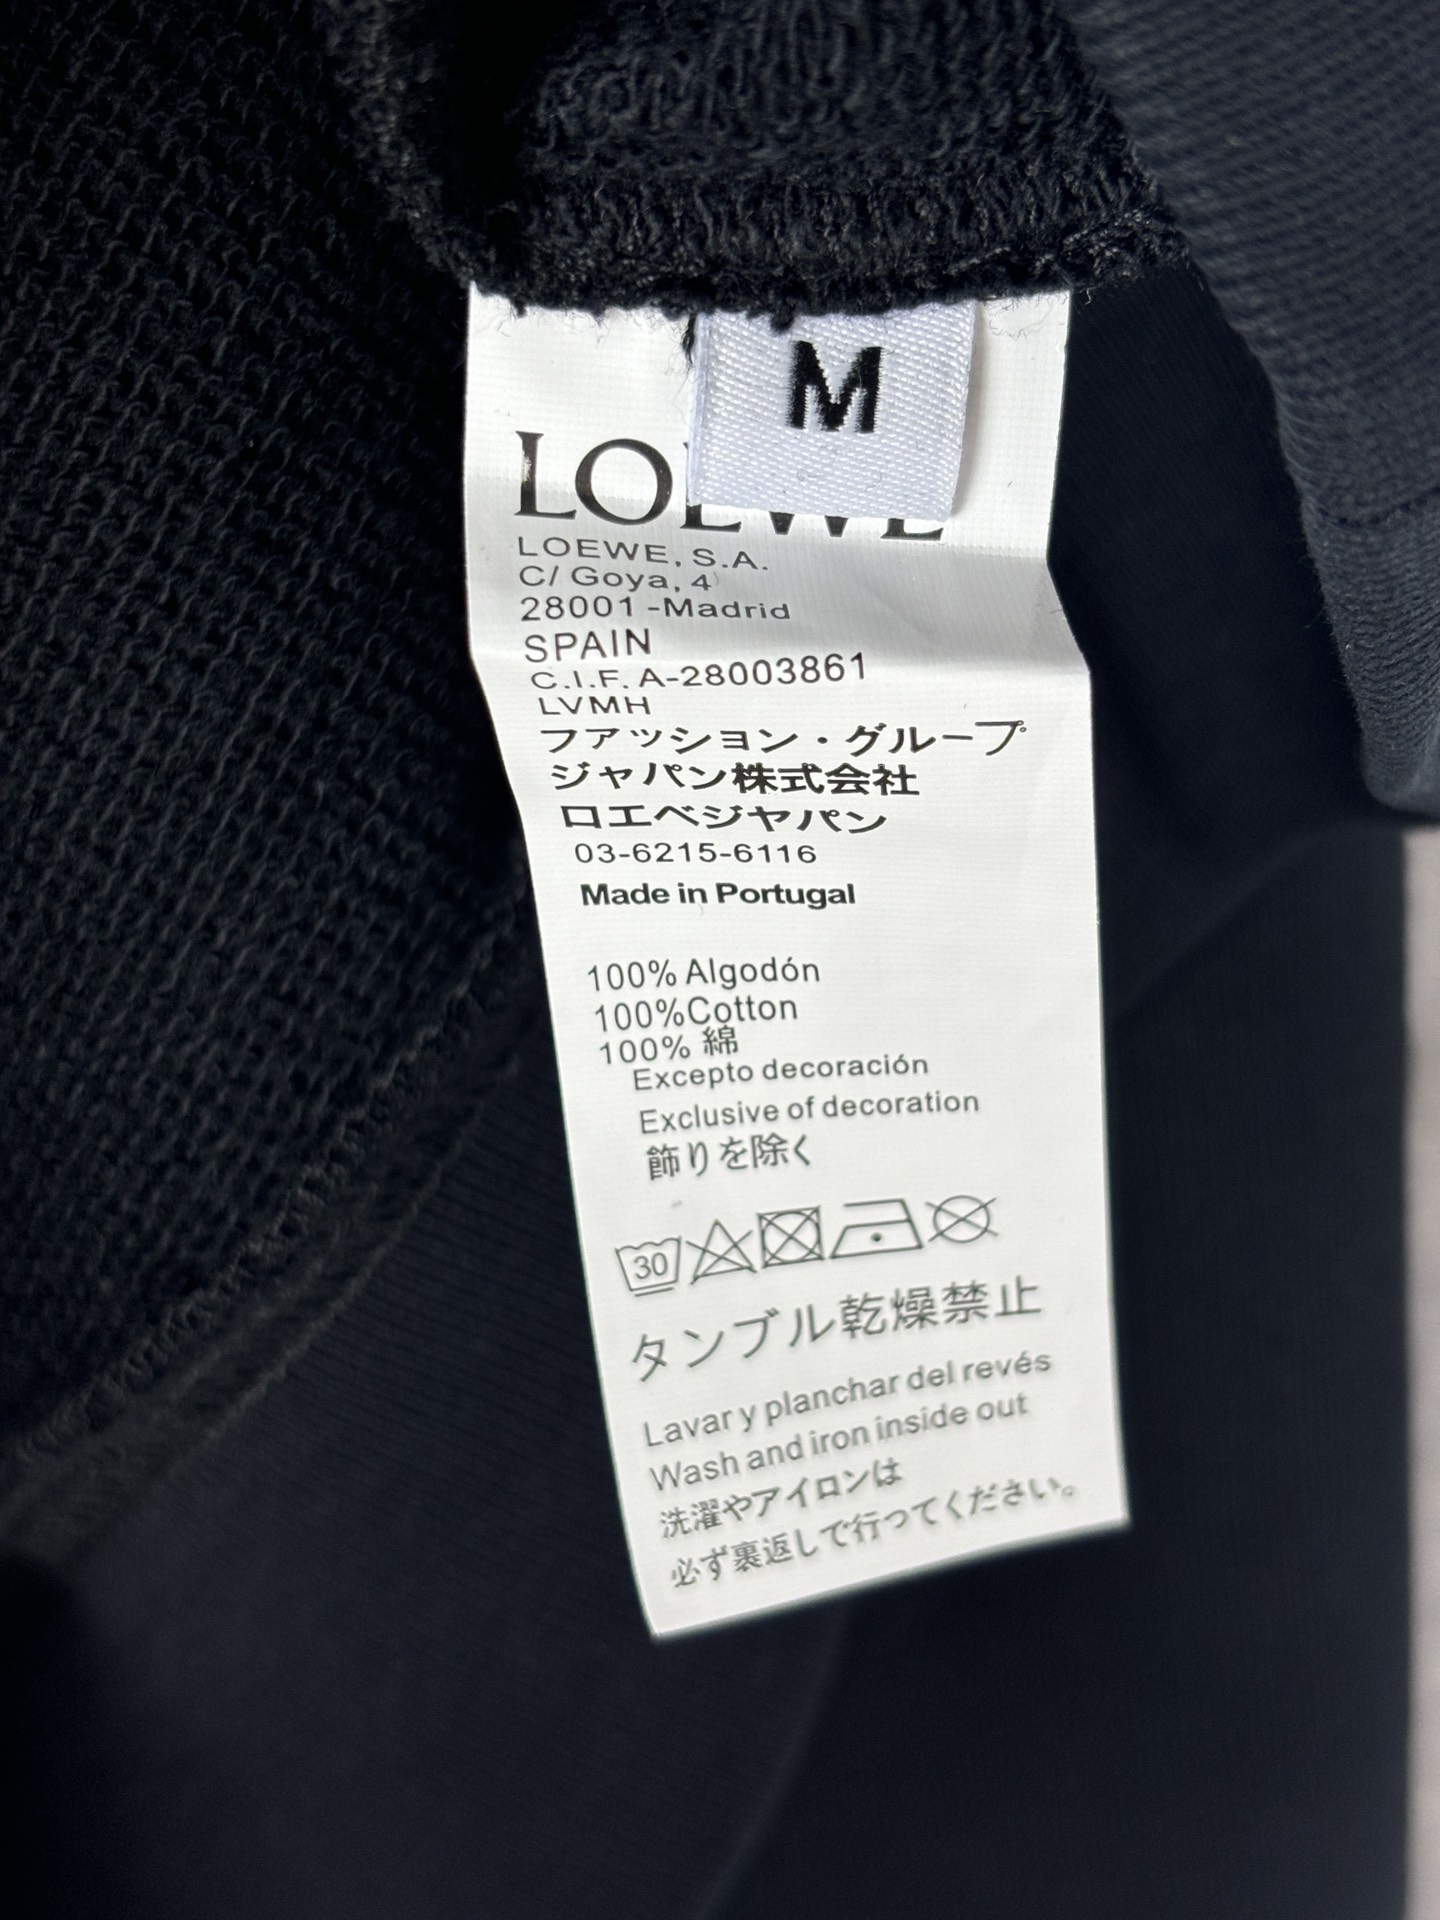 M
LOEWE
LOEWE, S.A.
C/ Goya, 4
28001 -Madrid
SPAIN
C.I.F. A-28003861
LVMH
ファッション・グループ
ジャパン株式会社
ロエベジャパン
03-6215-6116
Made in Portugal
100% Algodón
100%Cotton
100% 綿
Excepto decoración
Exclusive of decoration
飾りを除く
30
タンブル乾燥禁止
Lavar y planchar del revés
Wash and iron inside out
洗濯やアイロンは
必ず裏返しで行ってください。